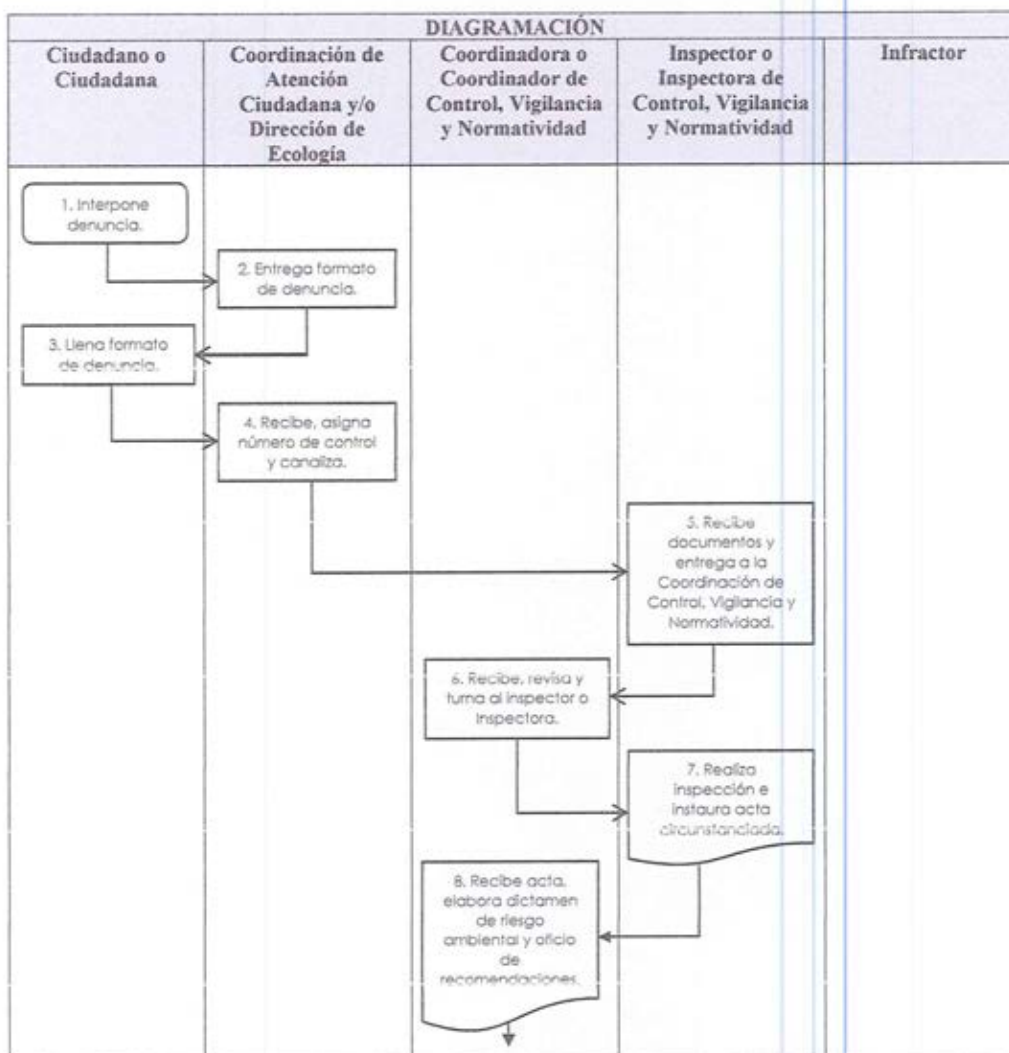 DIAGRAMACIÓN
Ciudadano o
Ciudadana
Coordinación de
Atención
Ciudadana y/o
Dirección de
Ecología
Coordinadora o
Coordinador de
Control, Vigilancia
y Normatividad
Inspector o
Inspectora de
Control, Vigilancia
y Normatividad
Infractor
1. Interpone
denuncia.
2. Entrega formato
de denuncia.
3. Llena formato
de denuncia.
4. Recibe, asigna
número de control
y canaliza.
5. Recibe
documentos y
entrega a la
Coordinación de
Control, Vigilancia y
Normatividad.
6. Recibe, revisa y
turna al inspector o
Inspectora.
7. Realiza
inspección e
instaura acta
circunstanciada.
8. Recibe acta,
elabora dictamen
de riesgo
ambiental y oficio
de
recomendaciones.